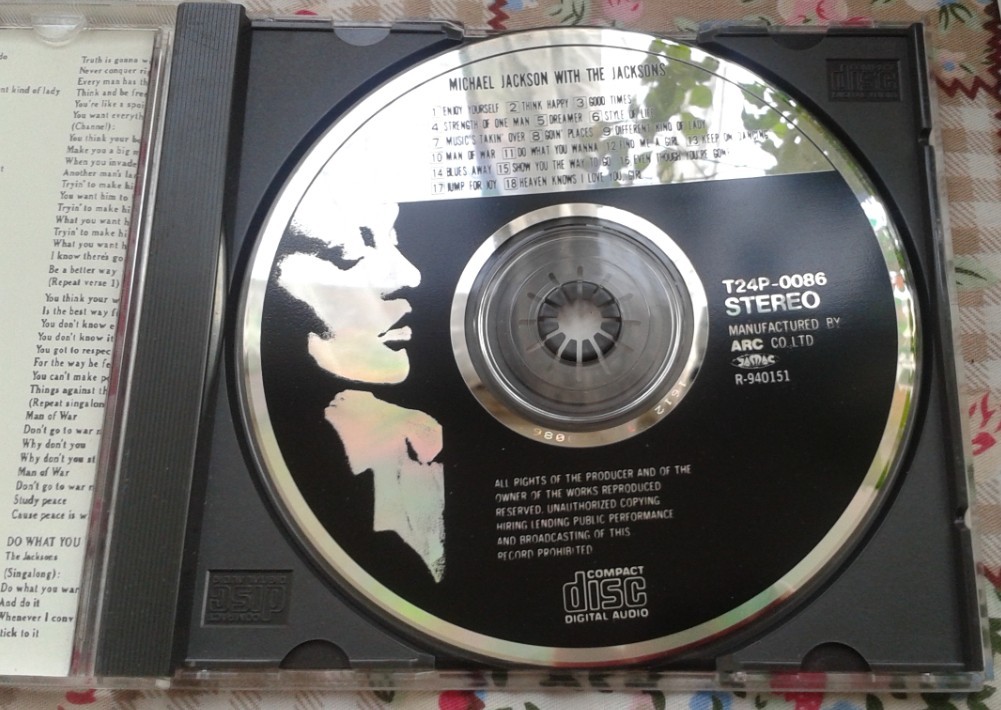 Truth is gonna
Never conquer
Every man has
Think and be free
nt kind of lady
You're like a
You want
(Channel):
You think your
Make you a big
When you invade
Another man's
Tryin' to make
You want him to
Tryin' to make
What you want
Tryin' to make
What you want
I know there's
Be a better way
(Repeat verse 1)
You think your
Is the best way
You don't know
You don't know
You got to
For the way he
You can't make
Things against
(Repeat
Man of War
Don't go to war
Why don't you
Why don't you
Man of War
Don't go to war
Study peace
Cause peace is
DO WHAT YOU
The Jacksons
(Singalong):
Do what you
And do it
Whenever I
tick to it
MICHAEL JACKSON WITH THE JACKSONS
1 ENJOY YOURSELF 2 THINK HAPPY 3 GOOD TIMES
4 STRENGTH OF ONE MAN 5 DREAMER 6 STYLE OF LIFE
7 MUSIC'S TAKIN' OVER 8 GOIN' PLACES 9 DIFFERENT KIND OF LADY
10 MAN OF WAR 11 DO WHAT YOU WANNA 12 FIND ME A GIRL 13 KEEP ON DANCING
14 BLUES AWAY 15 SHOW YOU THE WAY TO GO 16 EVEN THOUGH YOU'RE GONE
17 JUMP FOR JOY 18 HEAVEN KNOWS I LOVE YOU, GIRL
T24P-0086
STEREO
MANUFACTURED BY
ARC CO.,LTD
R-940151
ALL RIGHTS OF THE PRODUCER AND OF THE
OWNER OF THE WORKS REPRODUCED
RESERVED. UNAUTHORIZED COPYING
HIRING LENDING PUBLIC PERFORMANCE
AND BROADCASTING OF THIS
RECORD PROHIBITED
COMPACT
disc
DIGITAL AUDIO
COMPACT
disc
DIGITAL AUDIO